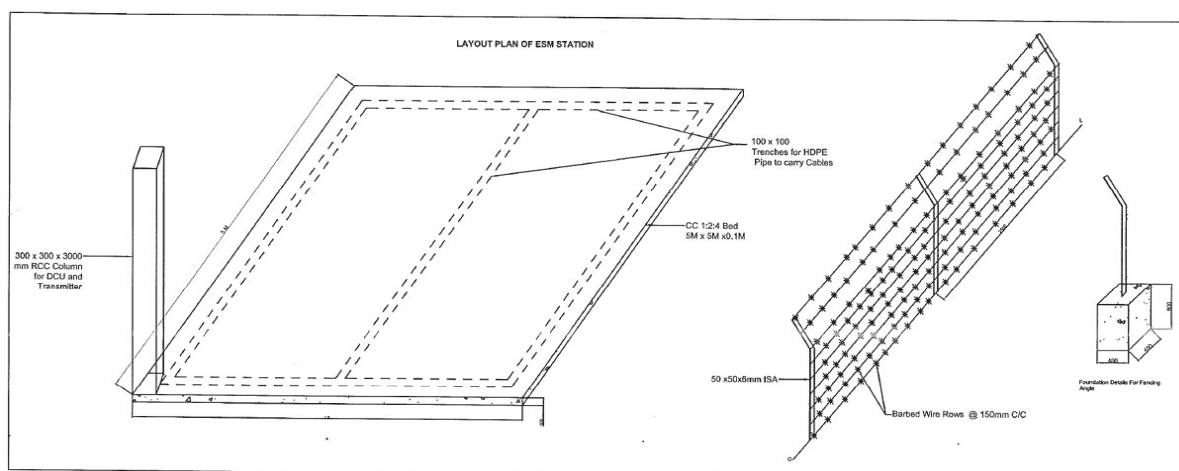 LAYOUT PLAN OF ESM STATION
100 x 100
Trenches for HDPE
Pipe to carry Cables
5 M
CC 1:2:4 Bed
5M x 5M x0.1M
300 x 300 x 3000
mm RCC Column
for DCU and
Transmitter
L
50 x50x6mm ISA
Barbed Wire Rows @ 150mm C/C
400
Foundation Details For Fencing
Angle